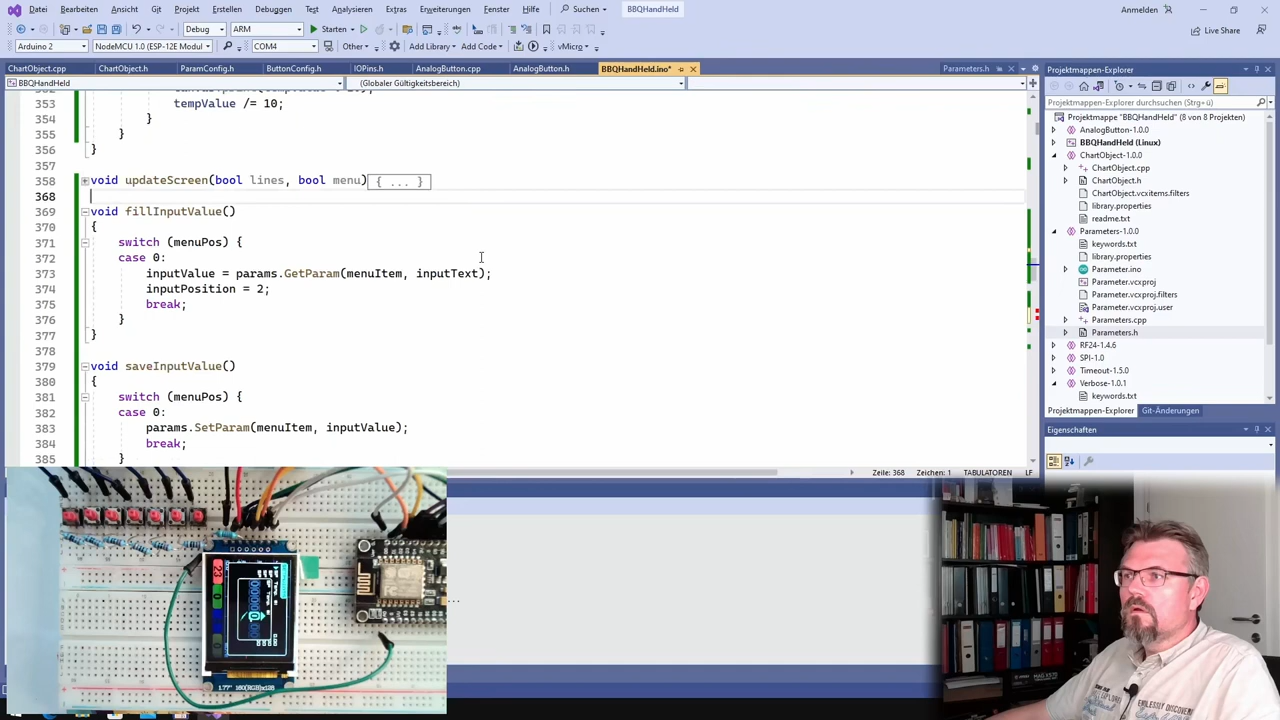 Datei Bearbeiten Ansicht Git Projekt Erstellen Debuggen Test Analysieren Extras Erweiterungen Fenster Hilfe Suchen BBQHandHeld Anmelden
Debug ARM Starten Live Share
Arduino 2 NodeMCU 1.0 (ESP-12E Modul) COM4 Other Add Library Add Code vMicro
ChartObject.cpp ChartObject.h ParamConfig.h ButtonConfig.h IOPins.h AnalogButton.cpp AnalogButton.h BBQHandHeld.ino* Parameters.h
BBQHandHeld (Globaler Gültigkeitsbereich)
353 tempValue /= 10;
354 }
355 }
356 }
357
358 void updateScreen(bool lines, bool menu){ ... }
368
369 void fillInputValue()
370 {
371 switch (menuPos) {
372 case 0:
373 inputValue = params.GetParam(menuItem, inputText);
374 inputPosition = 2;
375 break;
376 }
377 }
378
379 void saveInputValue()
380 {
381 switch (menuPos) {
382 case 0:
383 params.SetParam(menuItem, inputValue);
384 break;
385 }
Zeile: 368 Zeichen: 1 TABULATOREN LF
Projektmappen-Explorer
Projektmappen-Explorer durchsuchen (Strg+ü)
Projektmappe "BBQHandHeld" (8 von 8 Projekten)
AnalogButton-1.0.0
BBQHandHeld (Linux)
ChartObject-1.0.0
ChartObject.cpp
ChartObject.h
ChartObject.vcxitems.filters
library.properties
readme.txt
Parameters-1.0.0
keywords.txt
library.properties
Parameter.ino
Parameter.vcxproj
Parameter.vcxproj.filters
Parameter.vcxproj.user
Parameters.cpp
Parameters.h
RF24-1.4.6
SPI-1.0
Timeout-1.5.0
Verbose-1.0.1
keywords.txt
Projektmappen-Explorer Git-Änderungen
Eigenschaften
...